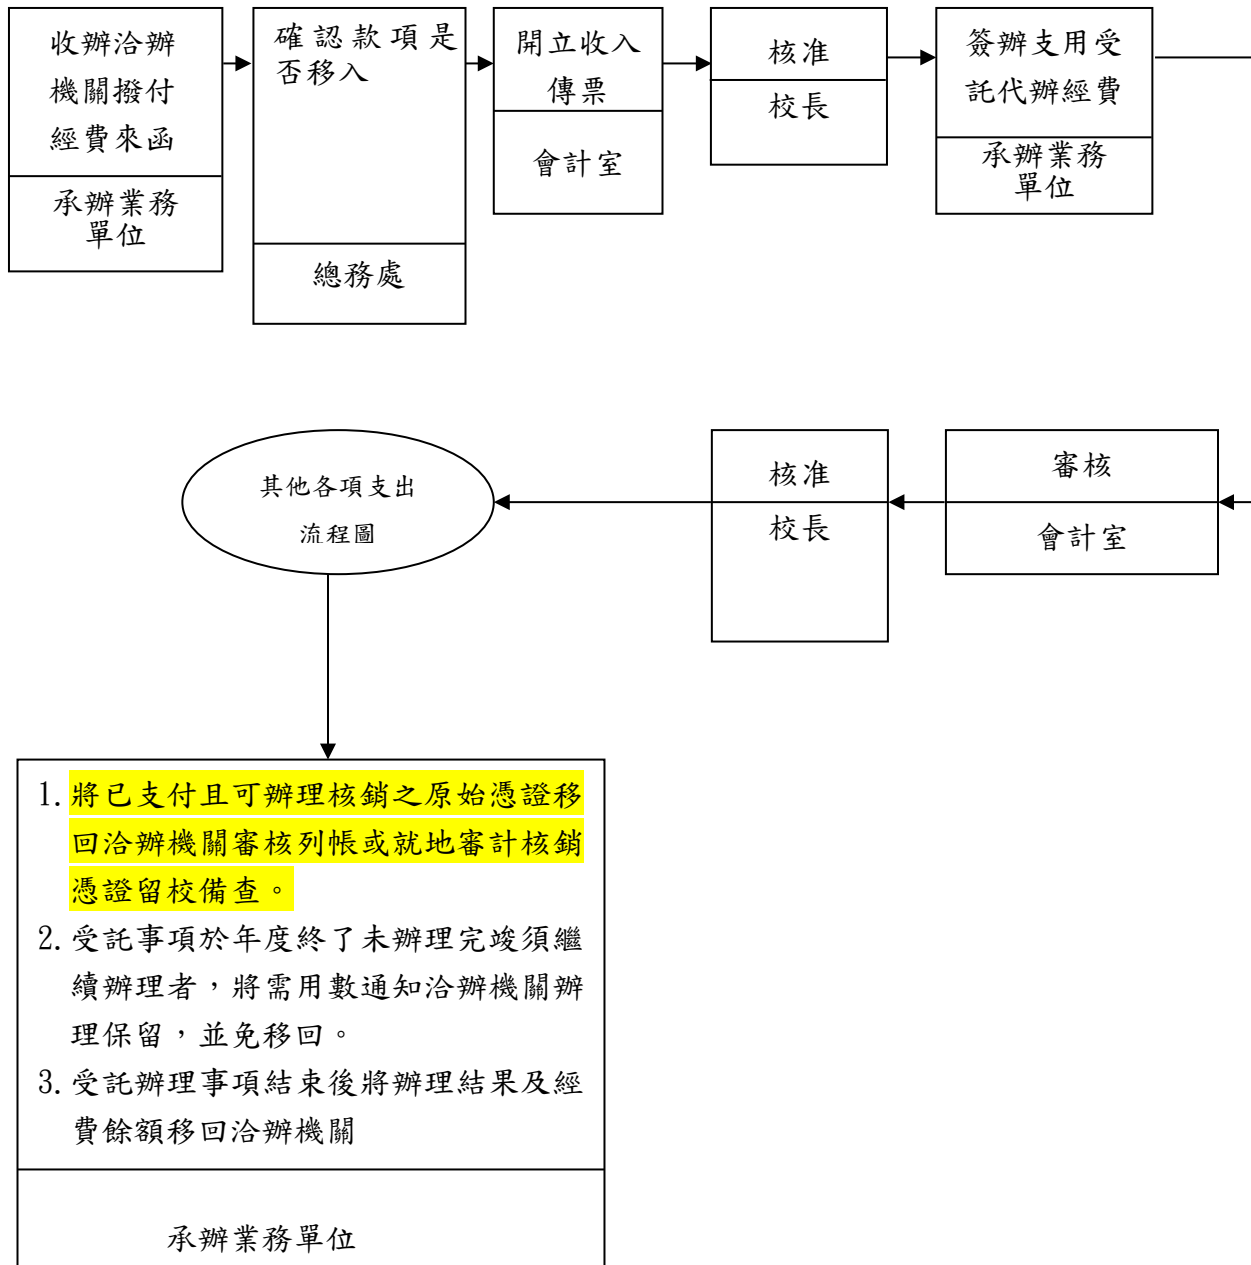 收辦洽辦
機關撥付
經費來函
承辦業務
單位
確認款項是
否移入
總務處
開立收入
傳票
會計室
核准
校長
簽辦支用受
託代辦經費
承辦業務
單位
審核
會計室
核准
校長
其他各項支出
流程圖
1. 將已支付且可辦理核銷之原始憑證移
回洽辦機關審核列帳或就地審計核銷
憑證留校備查。
2. 受託事項於年度終了未辦理完竣須繼
續辦理者，將需用數通知洽辦機關辦
理保留，並免移回。
3. 受託辦理事項結束後將辦理結果及經
費餘額移回洽辦機關
承辦業務單位